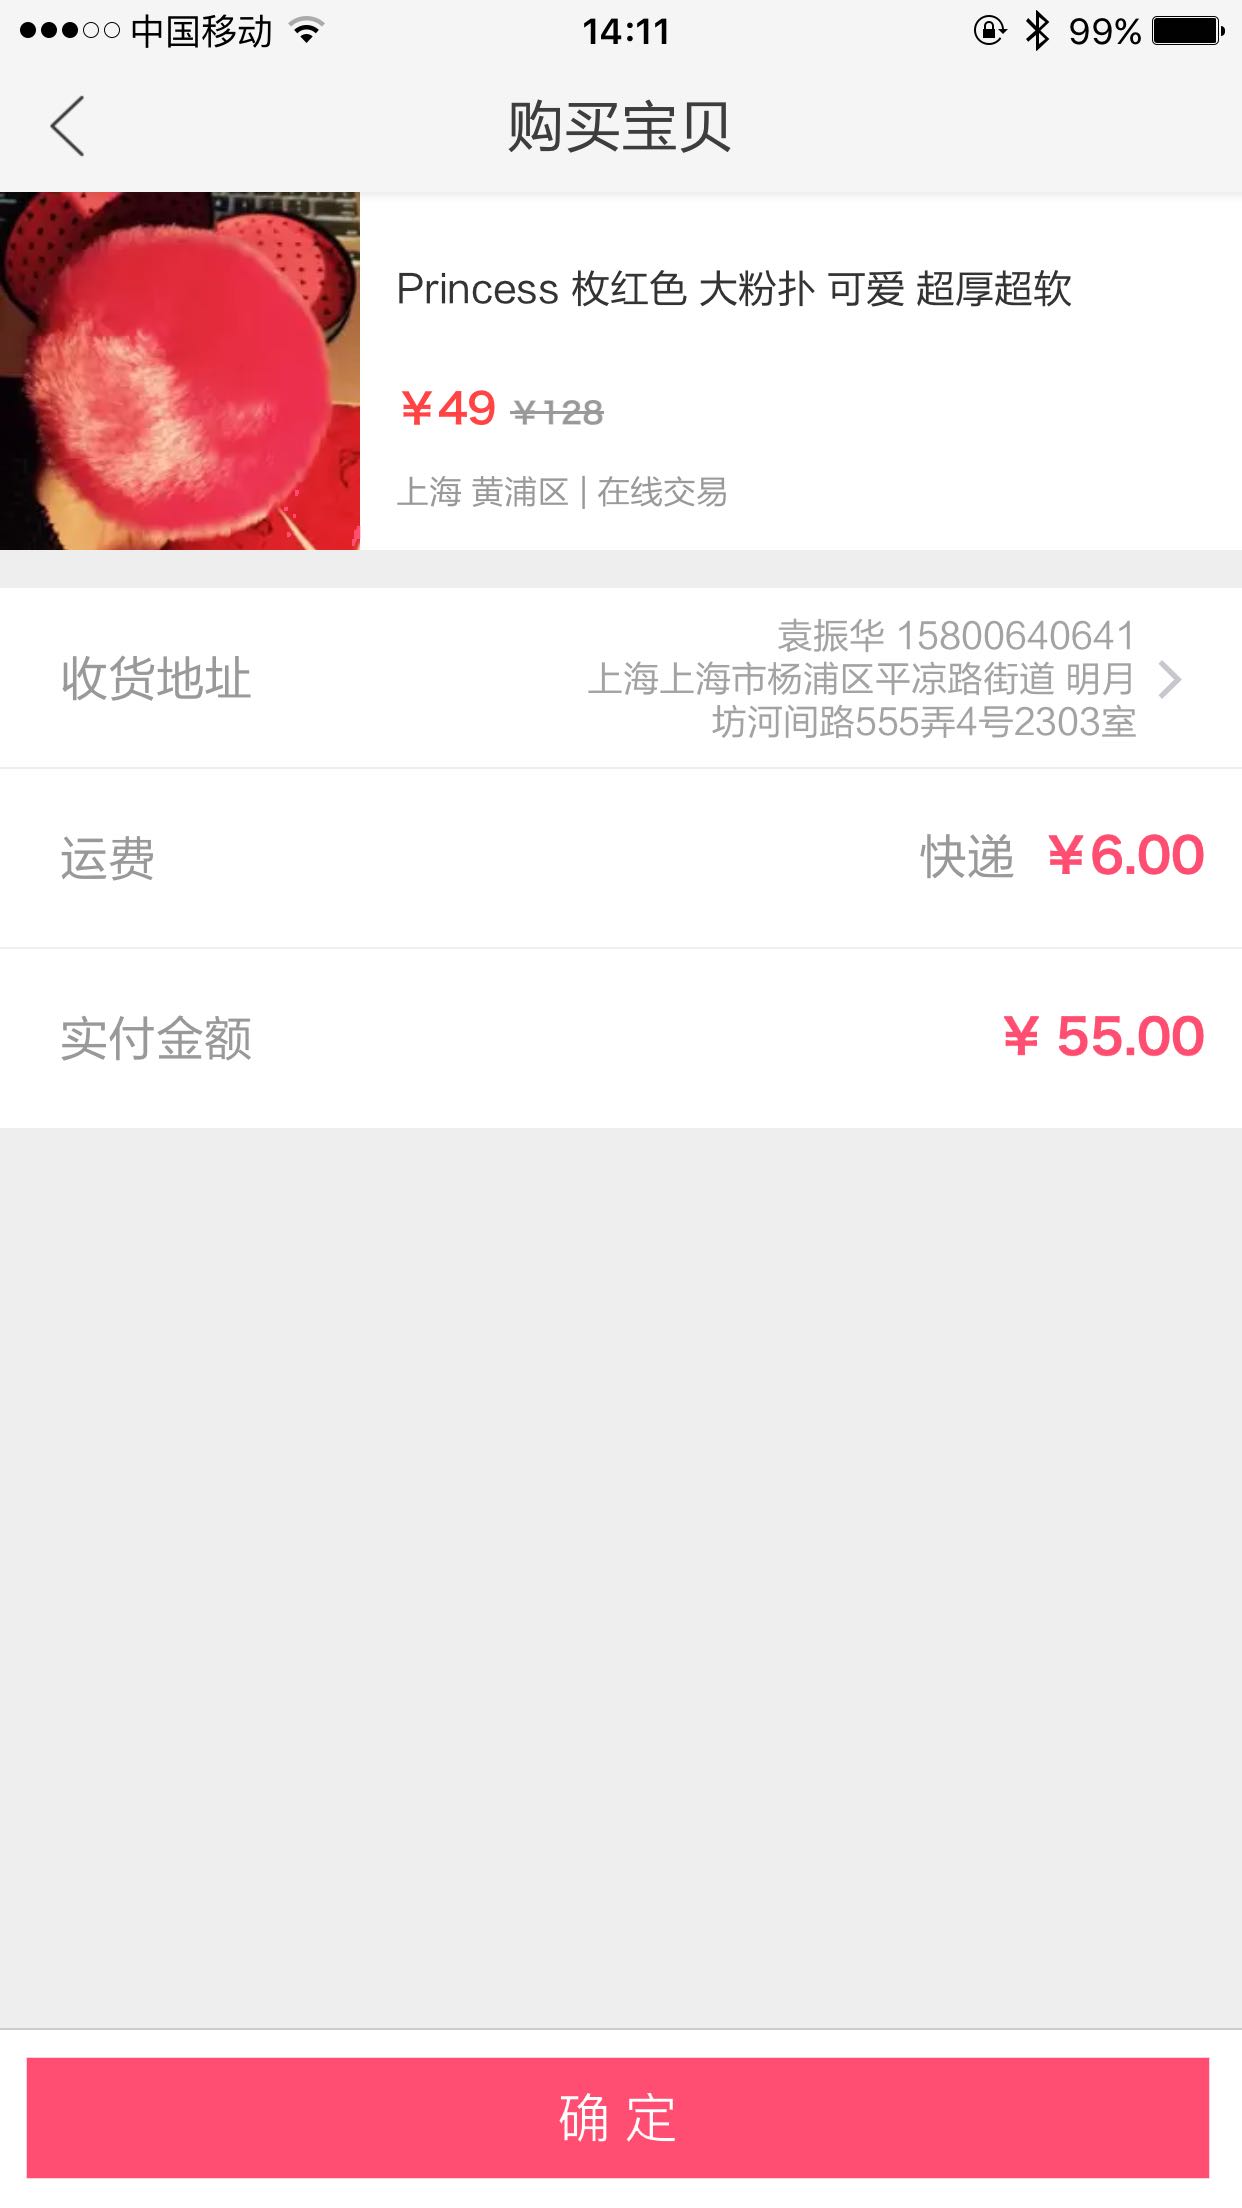 中国移动 14:11 99%
购买宝贝
Princess 枚红色 大粉扑 可爱 超厚超软
¥49 ¥128
上海 黄浦区 | 在线交易
袁振华 15800640641
收货地址 上海上海市杨浦区平凉路街道 明月
坊河间路555弄4号2303室
运费 快递 ¥6.00
实付金额 ¥ 55.00
确 定